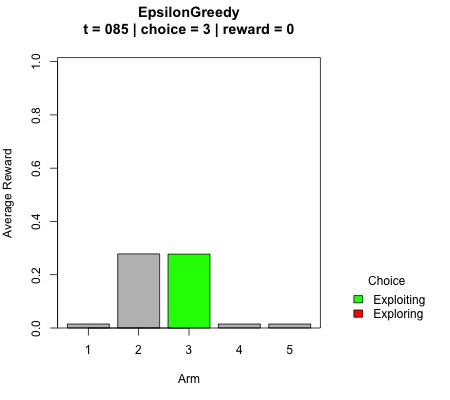 EpsilonGreedy
t = 085 | choice = 3 | reward = 0
1.0
0.8
0.6
0.4
0.2
0.0
Average Reward
1 2 3 4 5
Arm
Choice
Exploiting
Exploring